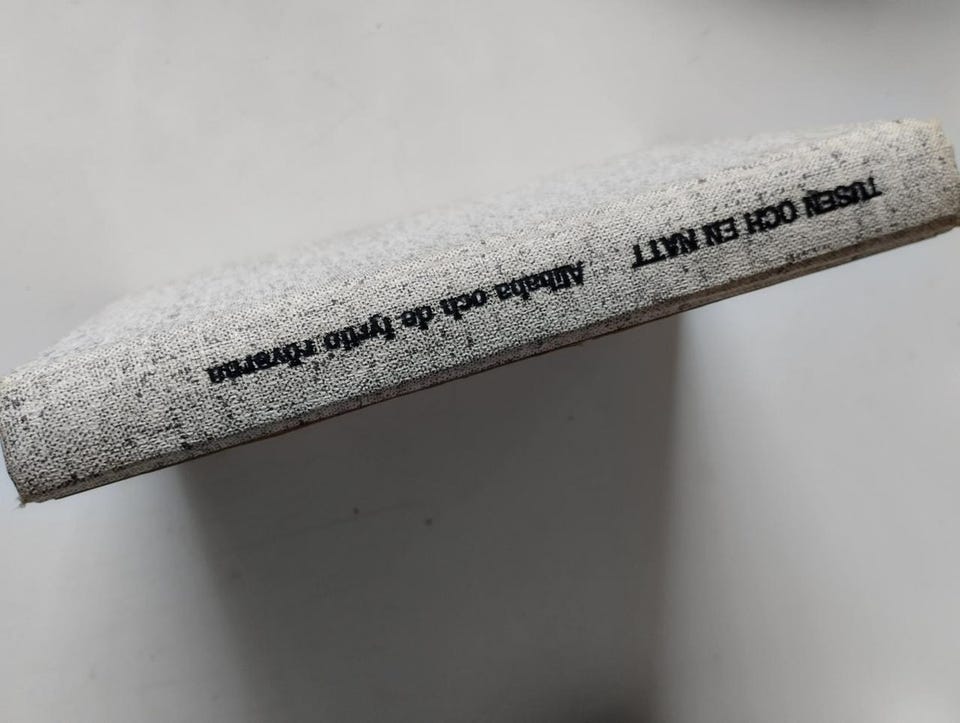 TUSEN OCH EN NATT
Alibaba och de fyrtio rövarna